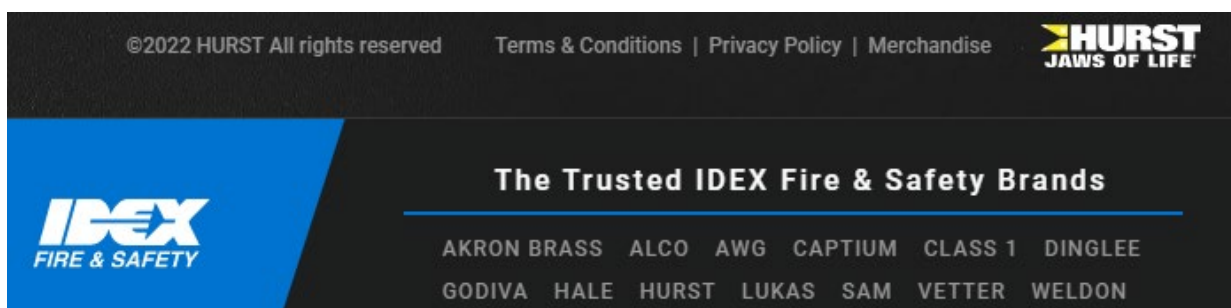 ©2022 HURST All rights reserved Terms & Conditions | Privacy Policy | Merchandise
HURST
JAWS OF LIFE
The Trusted IDEX Fire & Safety Brands
IDEX
FIRE & SAFETY
AKRON BRASS ALCO AWG CAPTIUM CLASS 1 DINGLEE
GODIVA HALE HURST LUKAS SAM VETTER WELDON